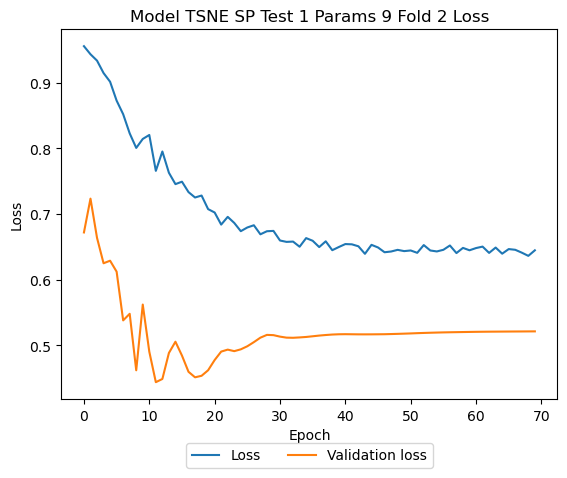 Model TSNE SP Test 1 Params 9 Fold 2 Loss
0.9
0.8
0.7
0.6
0.5
Loss
0 10 20 30 40 50 60 70
Epoch
Loss Validation loss